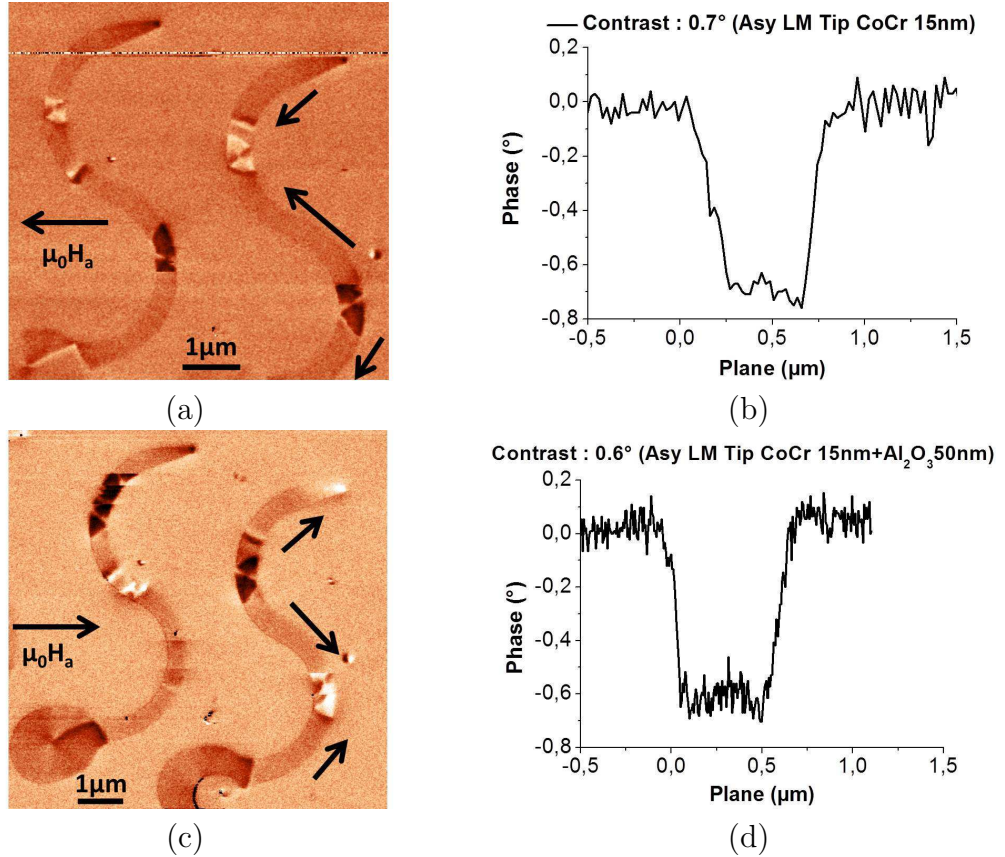 μ₀Hₐ
1μm
(a)
Contrast : 0.7° (Asy LM Tip CoCr 15nm)
0,2
0,0
-0,2
-0,4
-0,6
-0,8
Phase (°)
-0,5
0,0
0,5
1,0
1,5
Plane (μm)
(b)
μ₀Hₐ
1μm
(c)
Contrast : 0.6° (Asy LM Tip CoCr 15nm+Al₂O₃50nm)
0,2
0,0
-0,2
-0,4
-0,6
-0,8
Phase (°)
-0,5
0,0
0,5
1,0
1,5
Plane (μm)
(d)